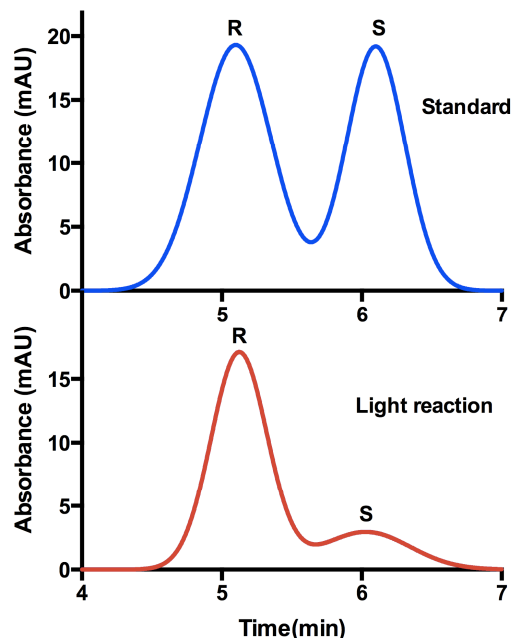 R S
20
15
10
5
0
Absorbance (mAU)
Standard
5 6 7
R
15
10
5
0
Absorbance (mAU)
Light reaction
S
4 5 6 7
Time(min)